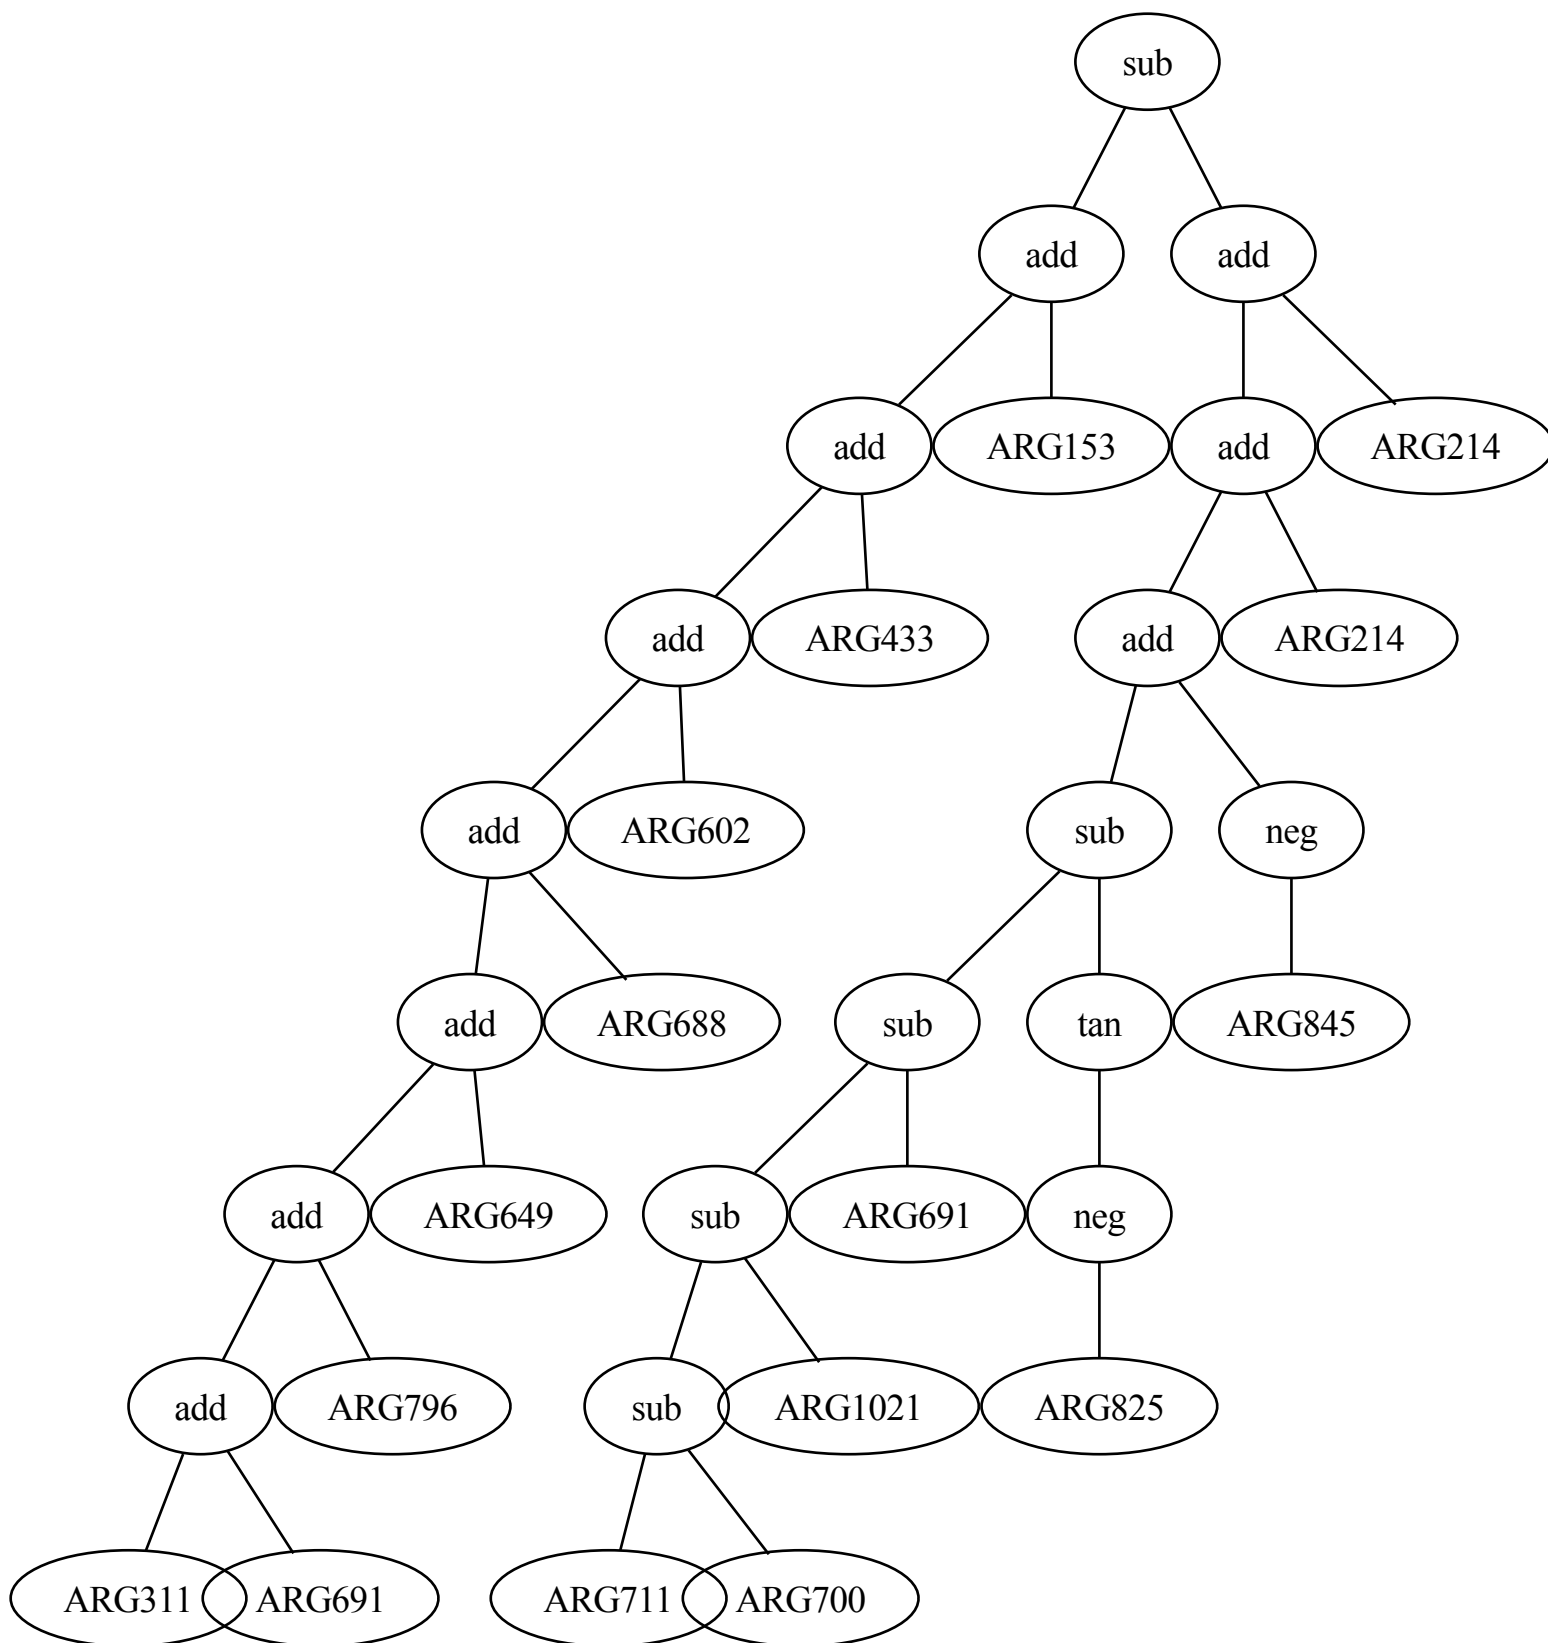 sub
add add
add ARG153 add ARG214
add ARG433 add ARG214
add ARG602 sub neg
add ARG688 sub tan ARG845
add ARG649 sub ARG691 neg
add ARG796 sub ARG1021 ARG825
ARG311 ARG691 ARG711 ARG700